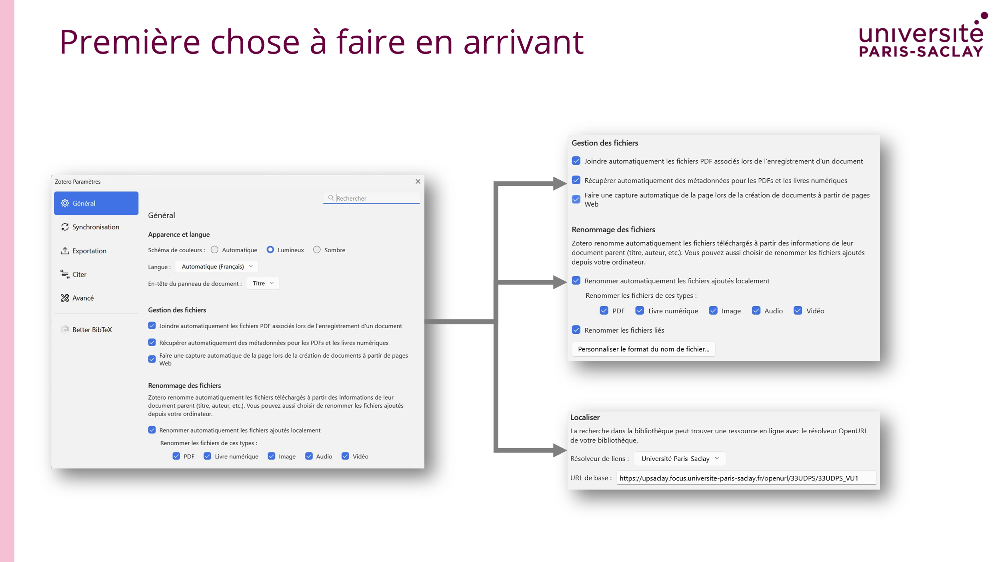 Première chose à faire en arrivant
université
PARIS-SACLAY
Zotero Paramètres
Général
Synchronisation
Exportation
Citer
Avancé
Better BibTeX
Rechercher
Général
Apparence et langue
Schéma de couleurs : Automatique Lumineux Sombre
Langue : Automatique (Français)
En-tête du panneau de document : Titre
Gestion des fichiers
Joindre automatiquement les fichiers PDF associés lors de l'enregistrement d'un document
Récupérer automatiquement des métadonnées pour les PDFs et les livres numériques
Faire une capture automatique de la page lors de la création de documents à partir de pages
Web
Renommage des fichiers
Zotero renomme automatiquement les fichiers téléchargés à partir des informations de leur
document parent (titre, auteur, etc.). Vous pouvez aussi choisir de renommer les fichiers ajoutés
depuis votre ordinateur.
Renommer automatiquement les fichiers ajoutés localement
Renommer les fichiers de ces types :
PDF Livre numérique Image Audio Vidéo
Gestion des fichiers
Joindre automatiquement les fichiers PDF associés lors de l'enregistrement d'un document
Récupérer automatiquement des métadonnées pour les PDFs et les livres numériques
Faire une capture automatique de la page lors de la création de documents à partir de pages
Web
Renommage des fichiers
Zotero renomme automatiquement les fichiers téléchargés à partir des informations de leur
document parent (titre, auteur, etc.). Vous pouvez aussi choisir de renommer les fichiers ajoutés
depuis votre ordinateur.
Renommer automatiquement les fichiers ajoutés localement
Renommer les fichiers de ces types :
PDF Livre numérique Image Audio Vidéo
Renommer les fichiers liés
Personnaliser le format du nom de fichier...
Localiser
La recherche dans la bibliothèque peut trouver une ressource en ligne avec le résolveur OpenURL
de votre bibliothèque.
Résolveur de liens : Université Paris-Saclay
URL de base : https://upsaclay.focus.universite-paris-saclay.fr/openurl/33UDPS/33UDPS_VU1